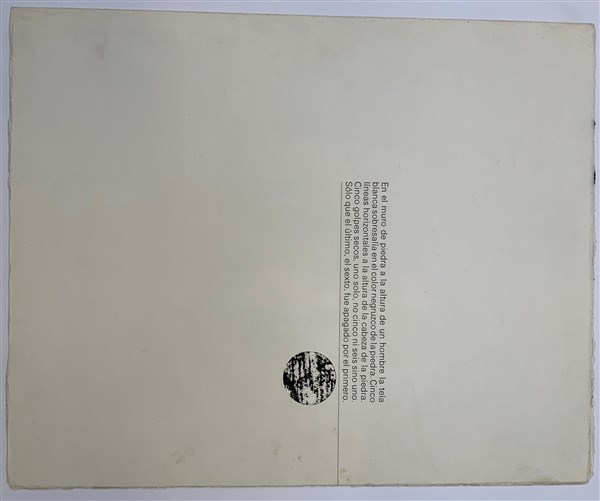 En el muro de piedra a la altura de un hombre la tela
blanca sobresalía en el color negruzco de la piedra. Cinco
líneas horizontales a la altura de la cabeza de la piedra.
Cinco golpes secos, uno solo, no cinco ni seis sino uno.
Sólo que el último, el sexto, fue apagado por el primero.